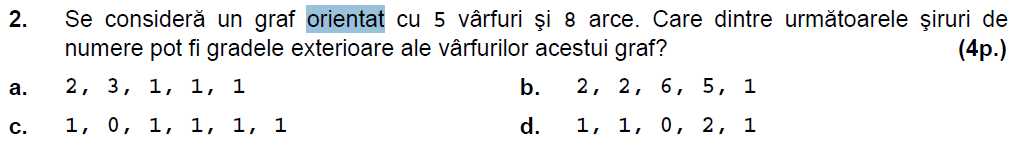 2. Se consideră un graf orientat cu 5 vârfuri şi 8 arce. Care dintre următoarele şiruri de
numere pot fi gradele exterioare ale vârfurilor acestui graf? (4p.)
a. 2, 3, 1, 1, 1 b. 2, 2, 6, 5, 1
c. 1, 0, 1, 1, 1, 1 d. 1, 1, 0, 2, 1